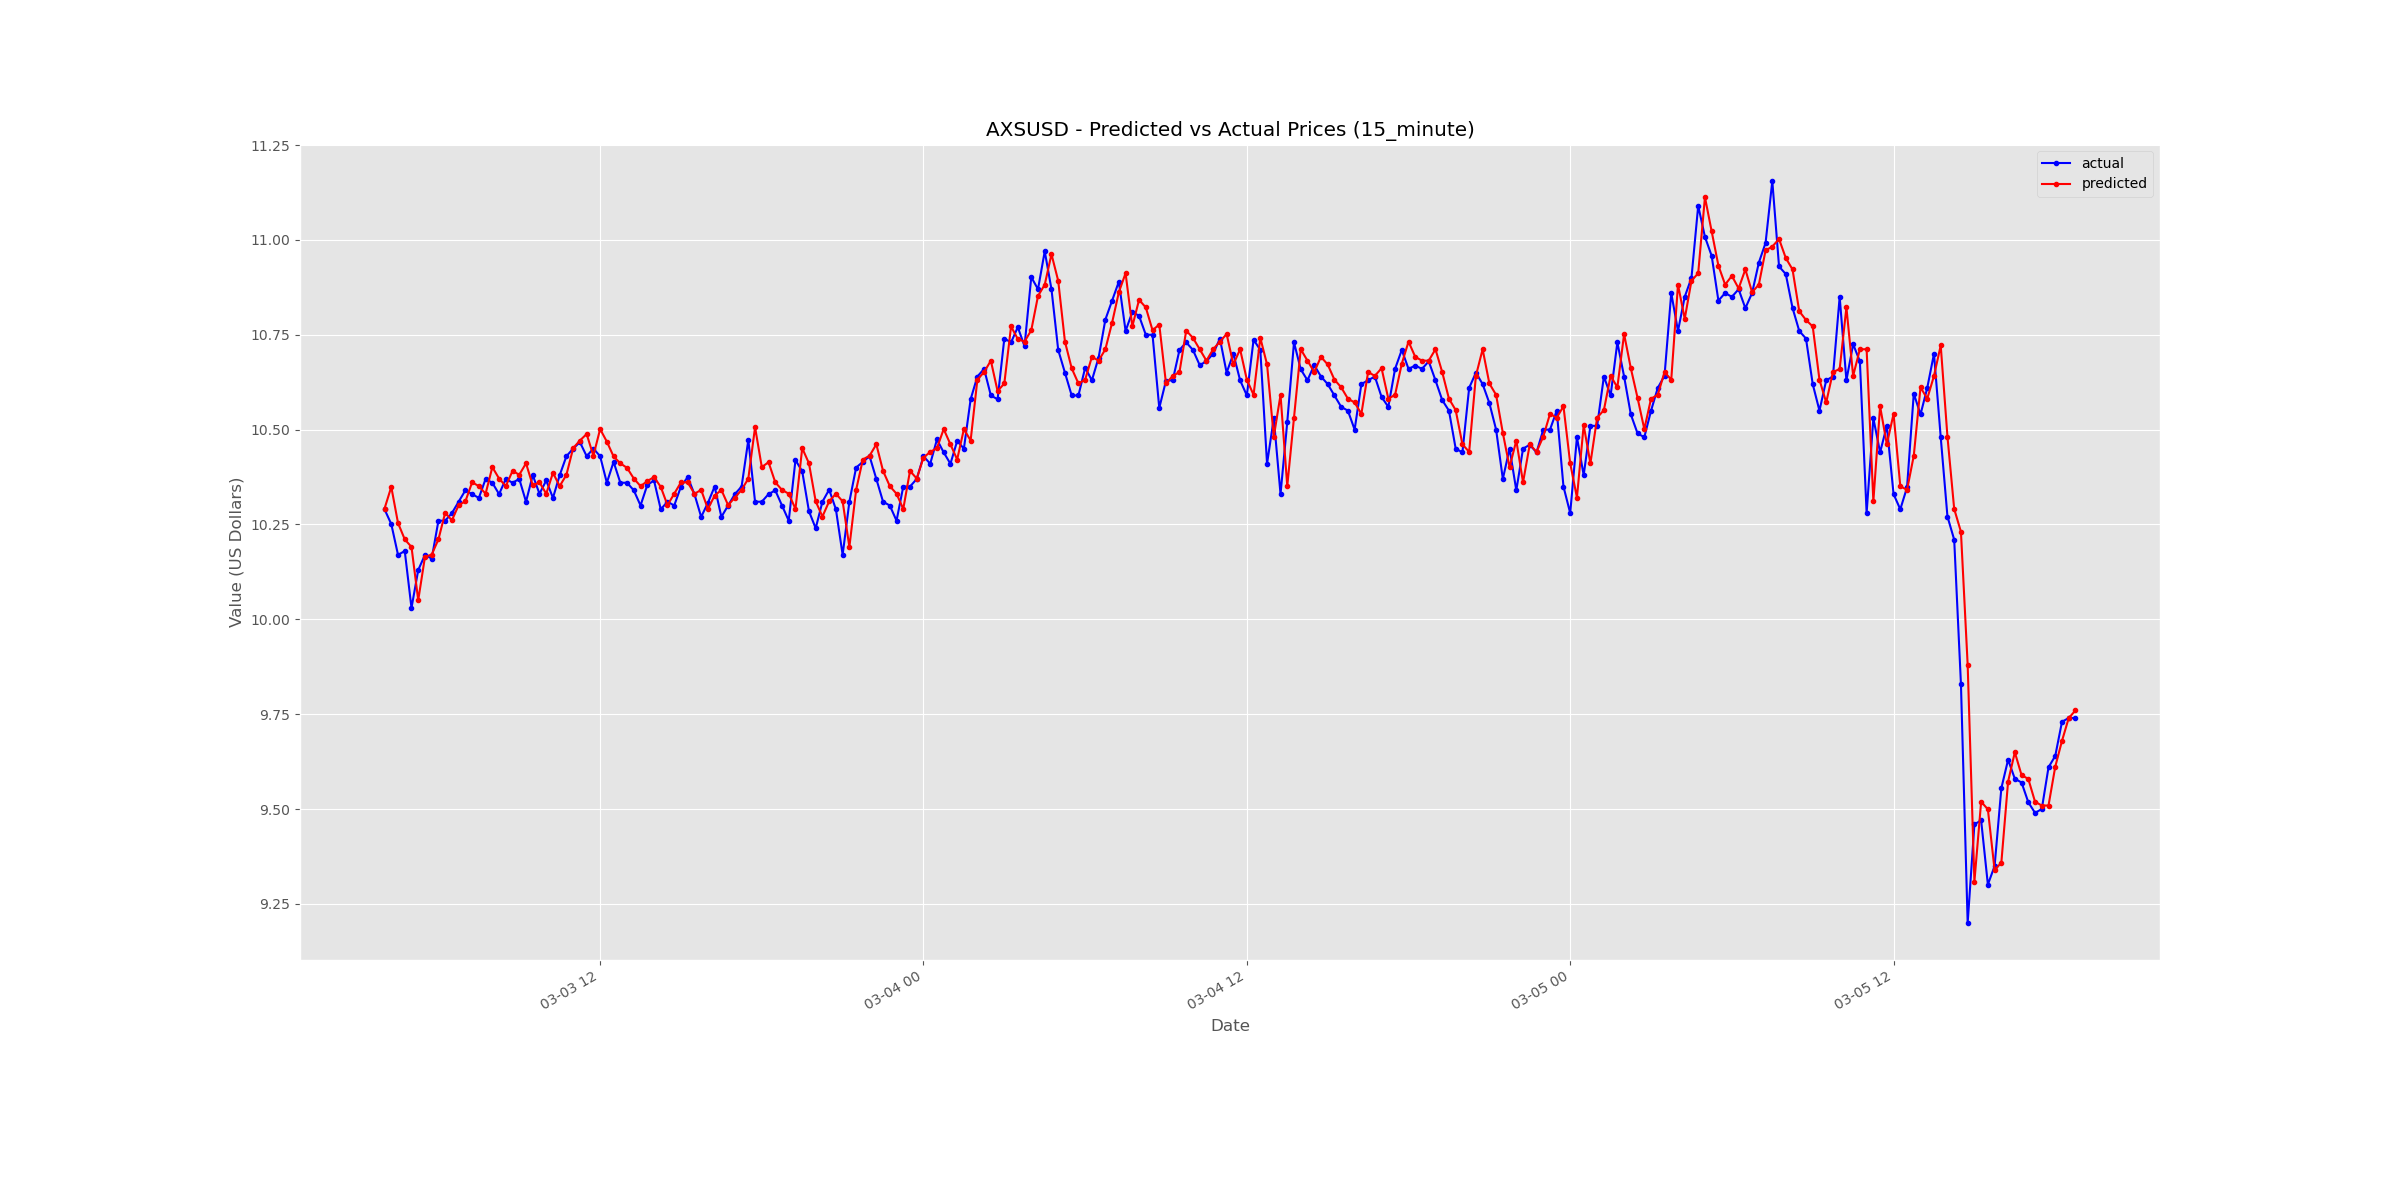 AXSUSD - Predicted vs Actual Prices (15_minute)
actual
predicted
11.25
11.00
10.75
10.50
10.25
10.00
9.75
9.50
9.25
Value (US Dollars)
03-03 12
03-04 00
03-04 12
03-05 00
03-05 12
Date